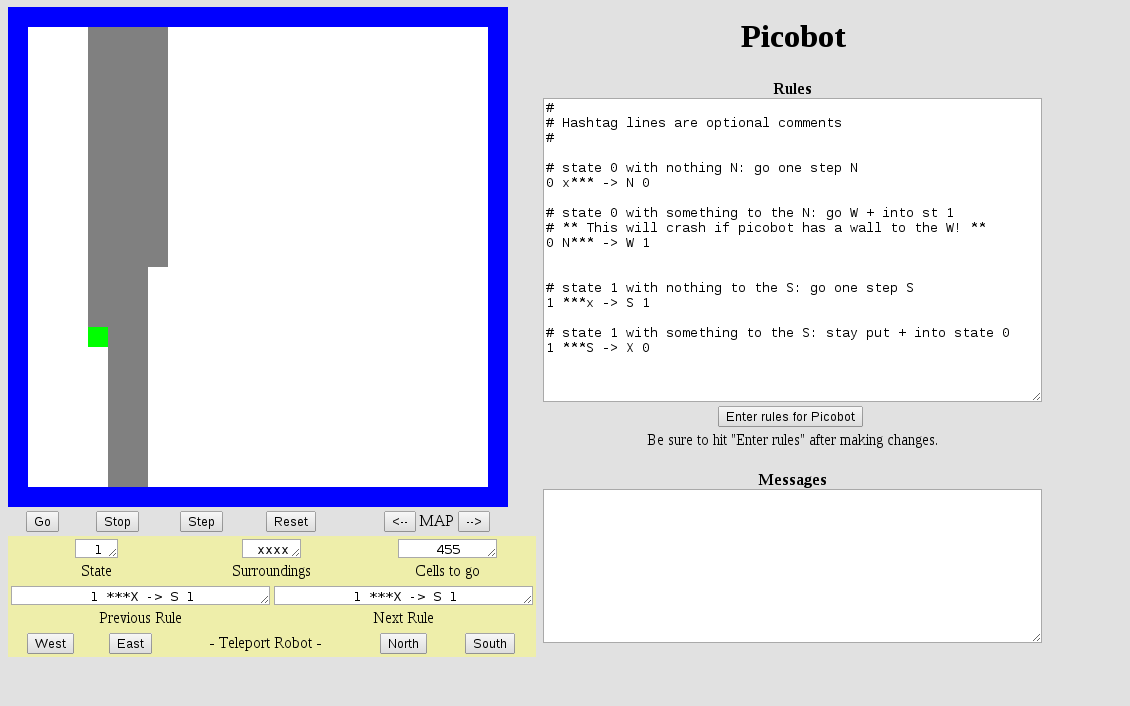 Picobot
Rules
#
# Hashtag lines are optional comments
#
# state 0 with nothing N: go one step N
0 x*** -> N 0
# state 0 with something to the N: go W + into st 1
# ** This will crash if picobot has a wall to the W! **
0 N*** -> W 1
# state 1 with nothing to the S: go one step S
1 ***x -> S 1
# state 1 with something to the S: stay put + into state 0
1 ***S -> X 0
Enter rules for Picobot
Be sure to hit "Enter rules" after making changes.
Messages
Go Stop Step Reset <-- MAP -->
1 xxxx 455
State Surroundings Cells to go
1 ***X -> S 1 1 ***X -> S 1
Previous Rule Next Rule
West East - Teleport Robot - North South